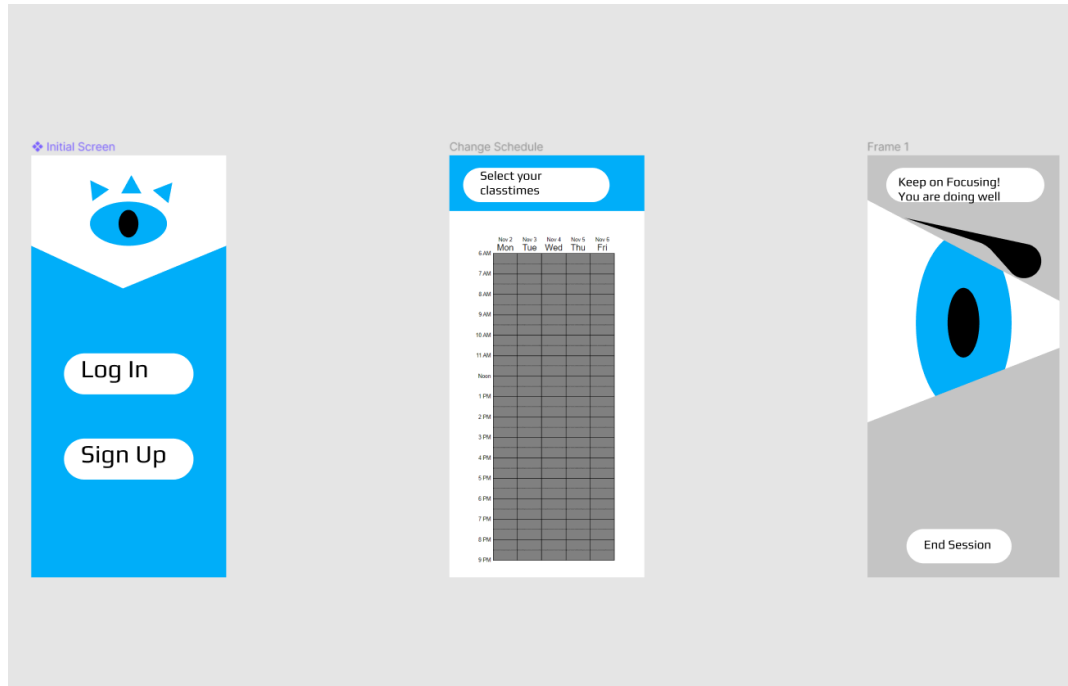 Initial Screen
Log In
Sign Up
Change Schedule
Select your
classtimes
Nov 2 Nov 3 Nov 4 Nov 5 Nov 6
Mon Tue Wed Thu Fri
6 AM
7 AM
8 AM
9 AM
10 AM
11 AM
Noon
1 PM
2 PM
3 PM
4 PM
5 PM
6 PM
7 PM
8 PM
9 PM
Frame 1
Keep on Focusing!
You are doing well
End Session